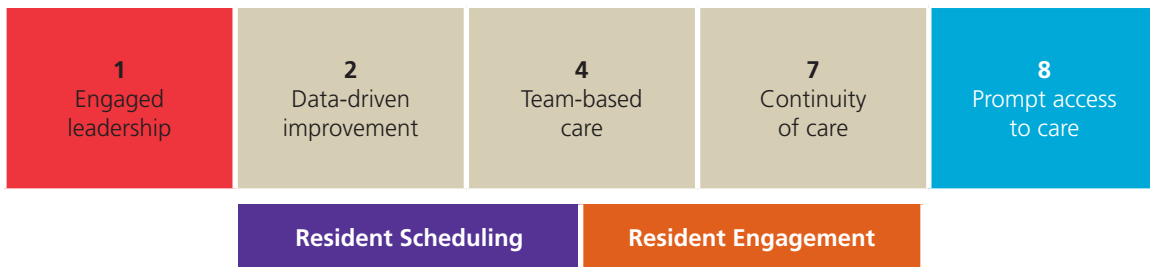 1
Engaged
leadership
2
Data-driven
improvement
4
Team-based
care
7
Continuity
of care
8
Prompt access
to care
Resident Scheduling
Resident Engagement